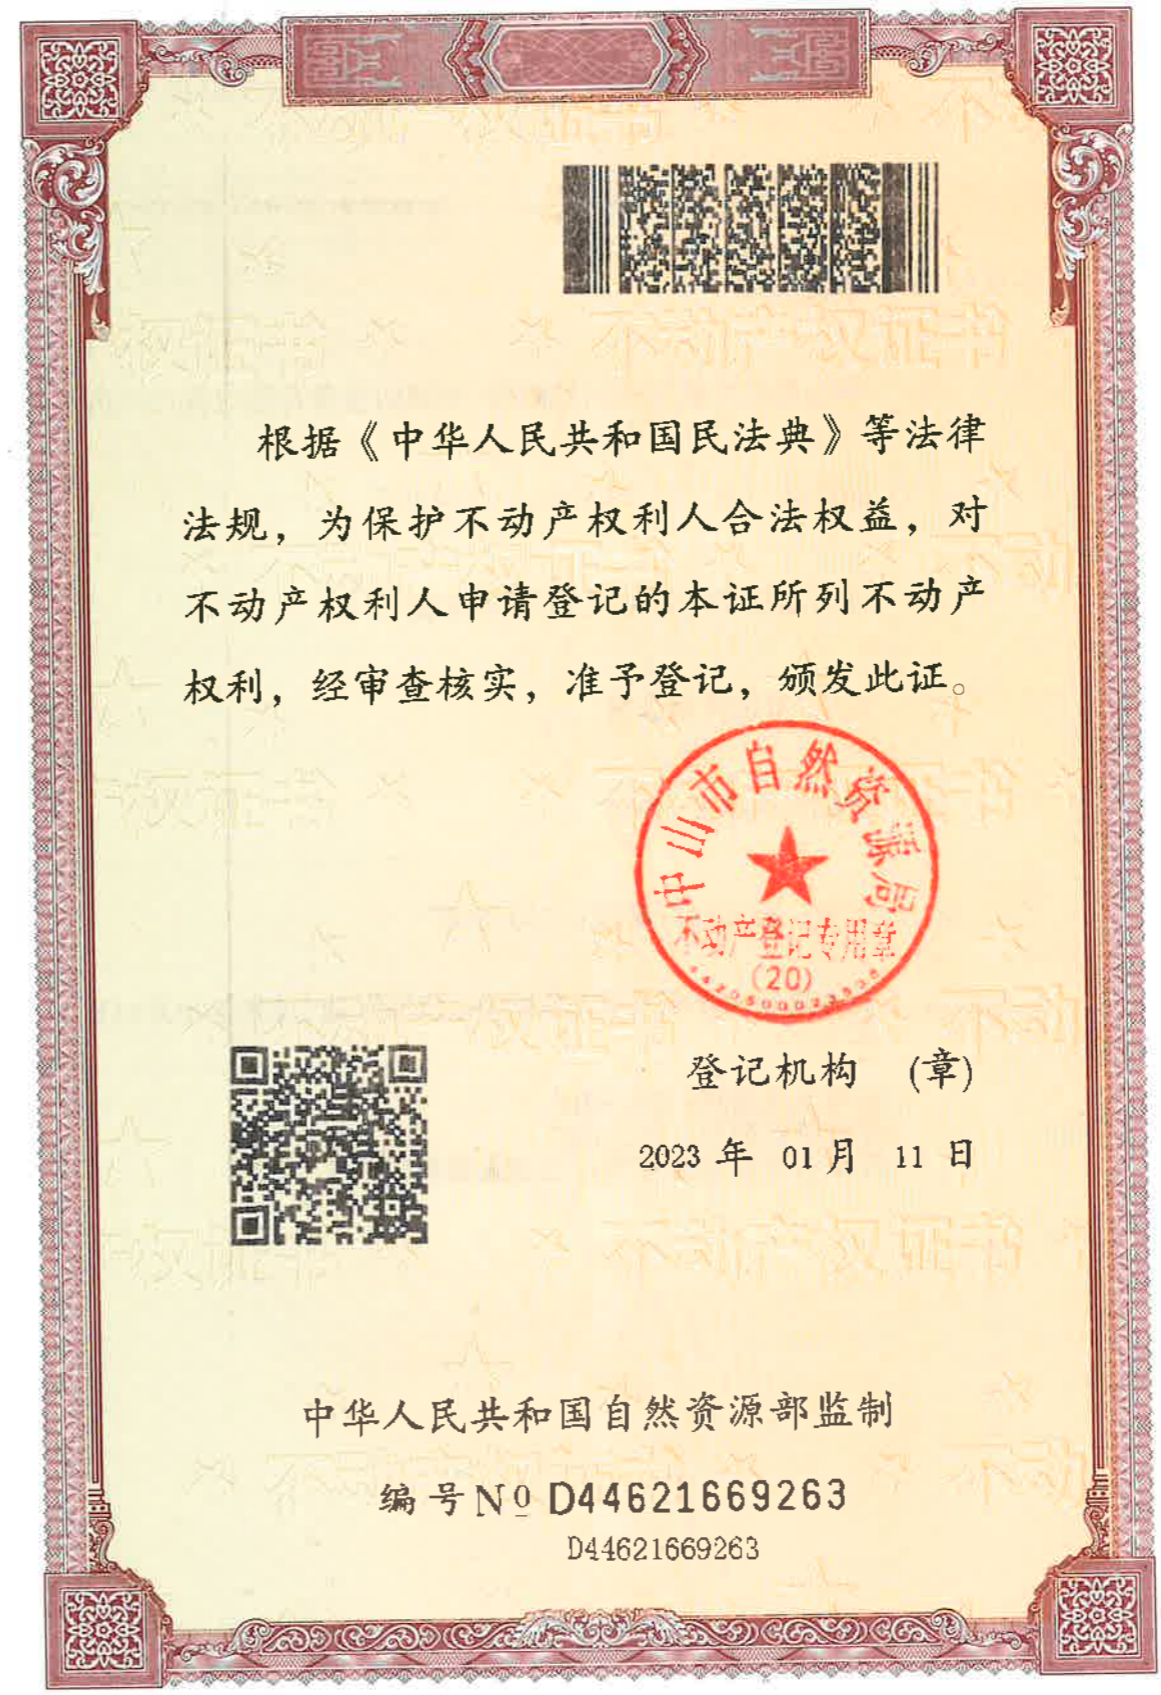 根据《中华人民共和国民法典》等法律
法规，为保护不动产权利人合法权益，对
不动产权利人申请登记的本证所列不动产
权利，经审查核实，准予登记，颁发此证。
中山市自然资源局
不动产登记专用章
(20)
登记机构 (章)
2023 年 01 月 11 日
中华人民共和国自然资源部监制
编号 № D44621669263
D44621669263